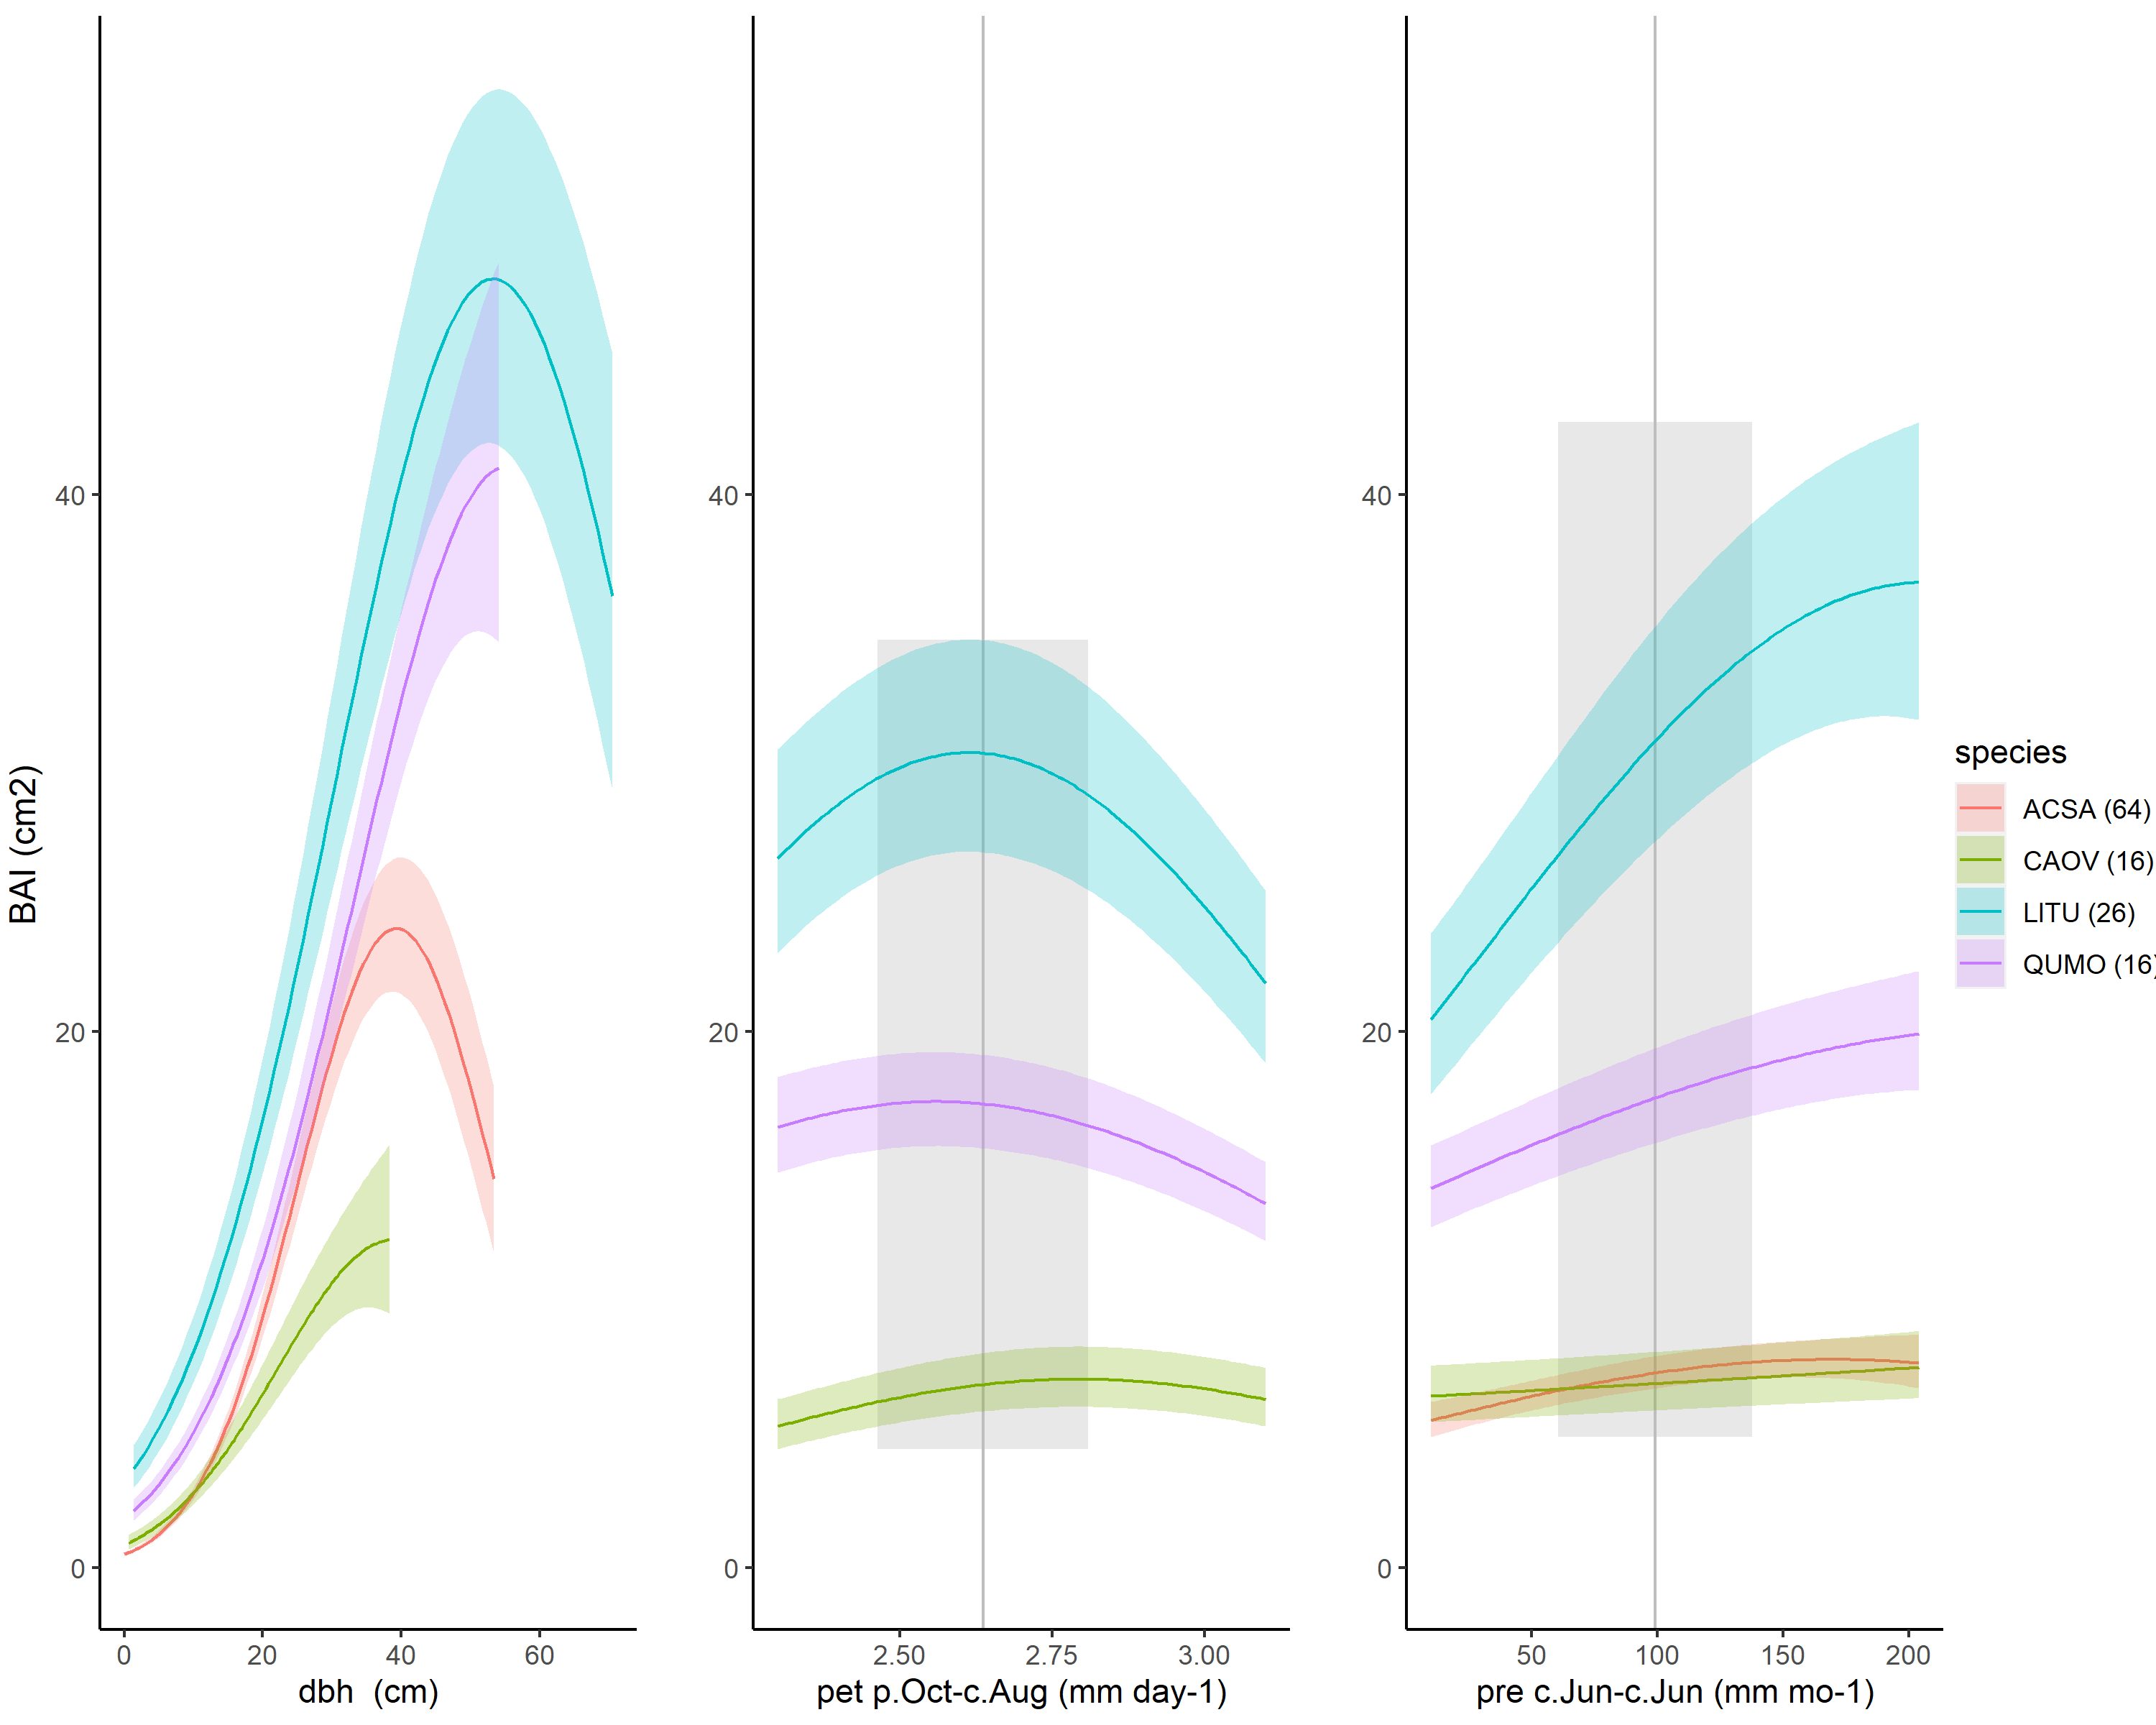 BAI (cm2)
40
20
0
0 20 40 60
dbh (cm)
40
20
0
2.50 2.75 3.00
pet p.Oct-c.Aug (mm day-1)
40
20
0
50 100 150 200
pre c.Jun-c.Jun (mm mo-1)
species
ACSA (64)
CAOV (16)
LITU (26)
QUMO (16)